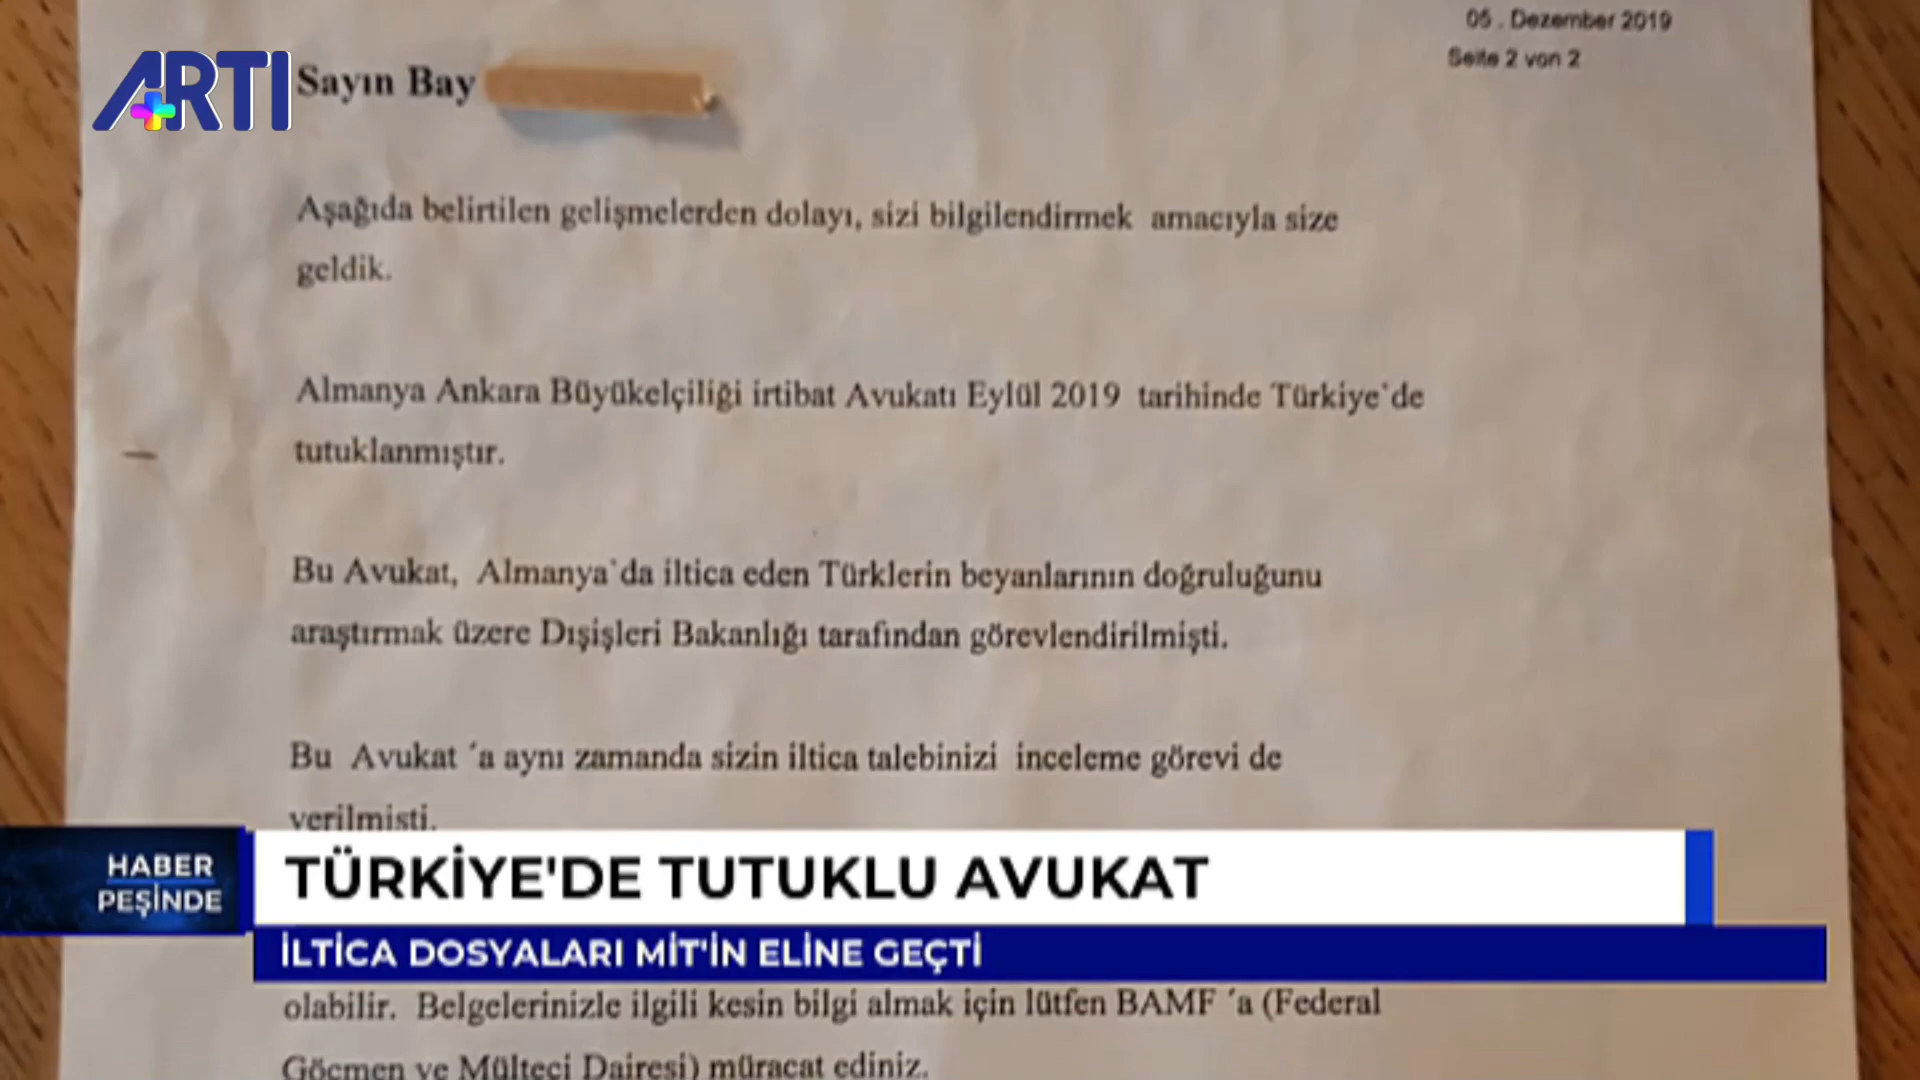 05 . Dezember 2019
Seite 2 von 2
ARTI
Sayın Bay
Aşağıda belirtilen gelişmelerden dolayı, sizi bilgilendirmek amacıyla size
geldik.
Almanya Ankara Büyükelçiliği irtibat Avukatı Eylül 2019 tarihinde Türkiye`de
tutuklanmıştır.
Bu Avukat, Almanya`da iltica eden Türklerin beyanlarının doğruluğunu
araştırmak üzere Dışişleri Bakanlığı tarafından görevlendirilmişti.
Bu Avukat ´a aynı zamanda sizin iltica talebinizi inceleme görevi de
verilmişti.
HABER
PEŞİNDE
TÜRKİYE'DE TUTUKLU AVUKAT
İLTİCA DOSYALARI MİT'İN ELİNE GEÇTİ
olabilir. Belgelerinizle ilgili kesin bilgi almak için lütfen BAMF ´a (Federal
Göçmen ve Mülteci Dairesi) müracat ediniz.